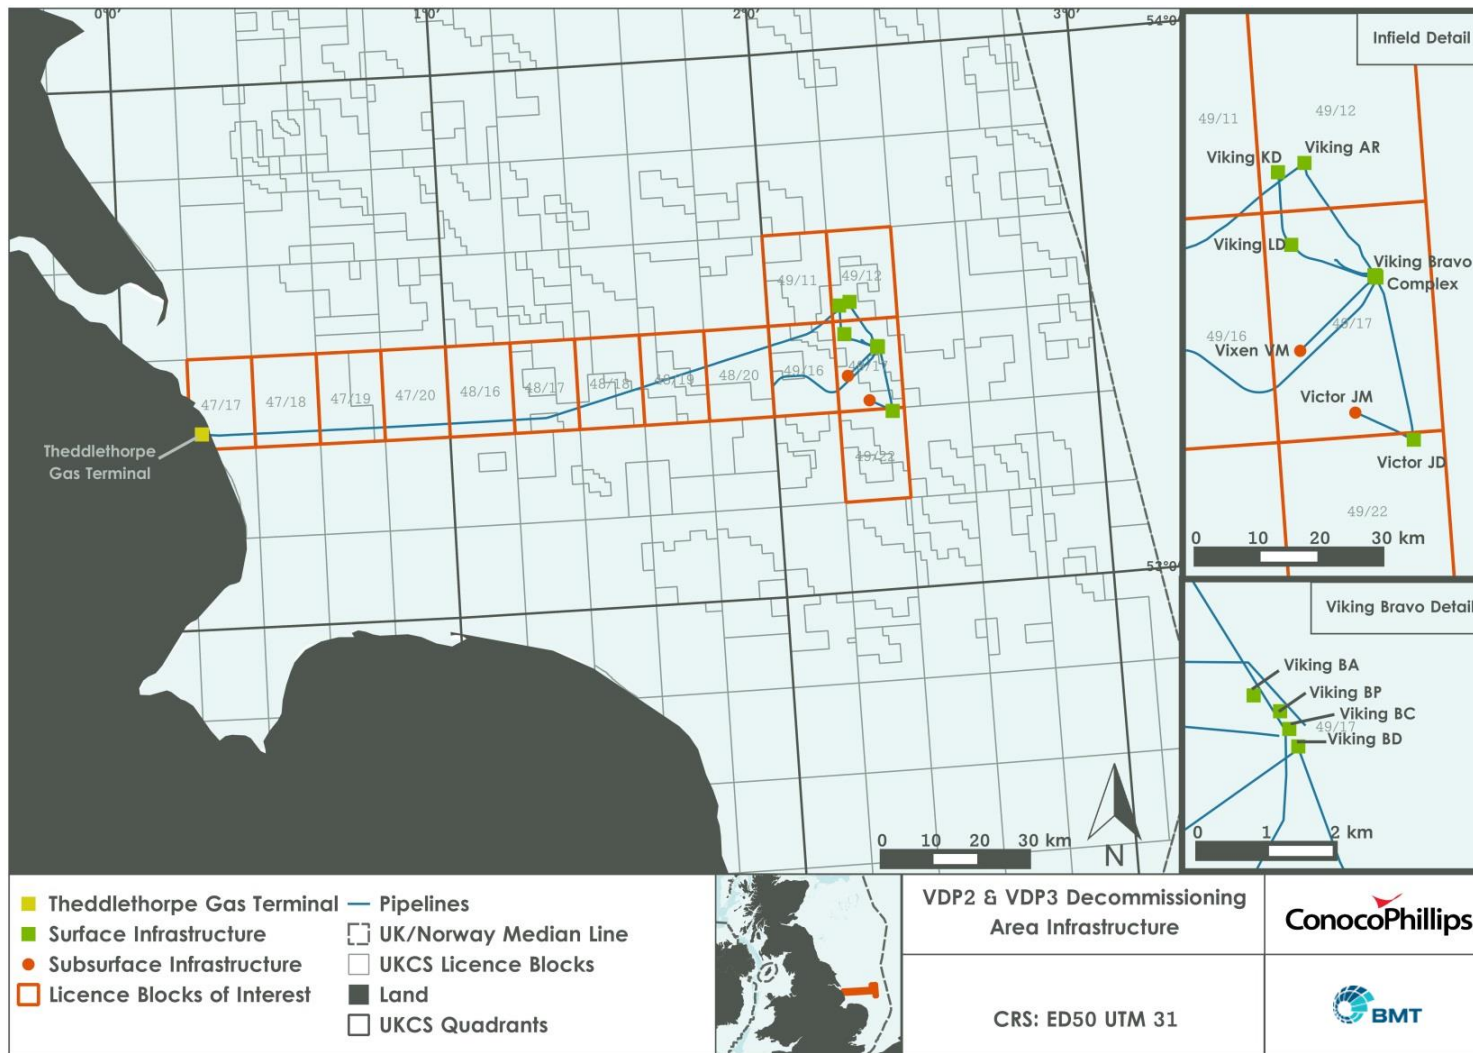 0°0'
1°0'
2°0'
3°0'
54°0'
49/11
49/12
47/17
47/18
47/19
47/20
48/16
48/17
48/18
48/19
48/20
49/16
49/17
49/22
Theddlethorpe
Gas Terminal
53°0'
0 10 20 30 km
N
Infield Detail
49/11
49/12
Viking KD
Viking AR
Viking LD
Viking Bravo
Complex
49/16
49/17
Vixen VM
Victor JM
Victor JD
49/22
0 10 20 30 km
Viking Bravo Detail
Viking BA
Viking BP
Viking BC
49/17
Viking BD
0 1 2 km
Theddlethorpe Gas Terminal
Surface Infrastructure
Subsurface Infrastructure
Licence Blocks of Interest
Pipelines
UK/Norway Median Line
UKCS Licence Blocks
Land
UKCS Quadrants
VDP2 & VDP3 Decommissioning
Area Infrastructure
CRS: ED50 UTM 31
ConocoPhillips
BMT